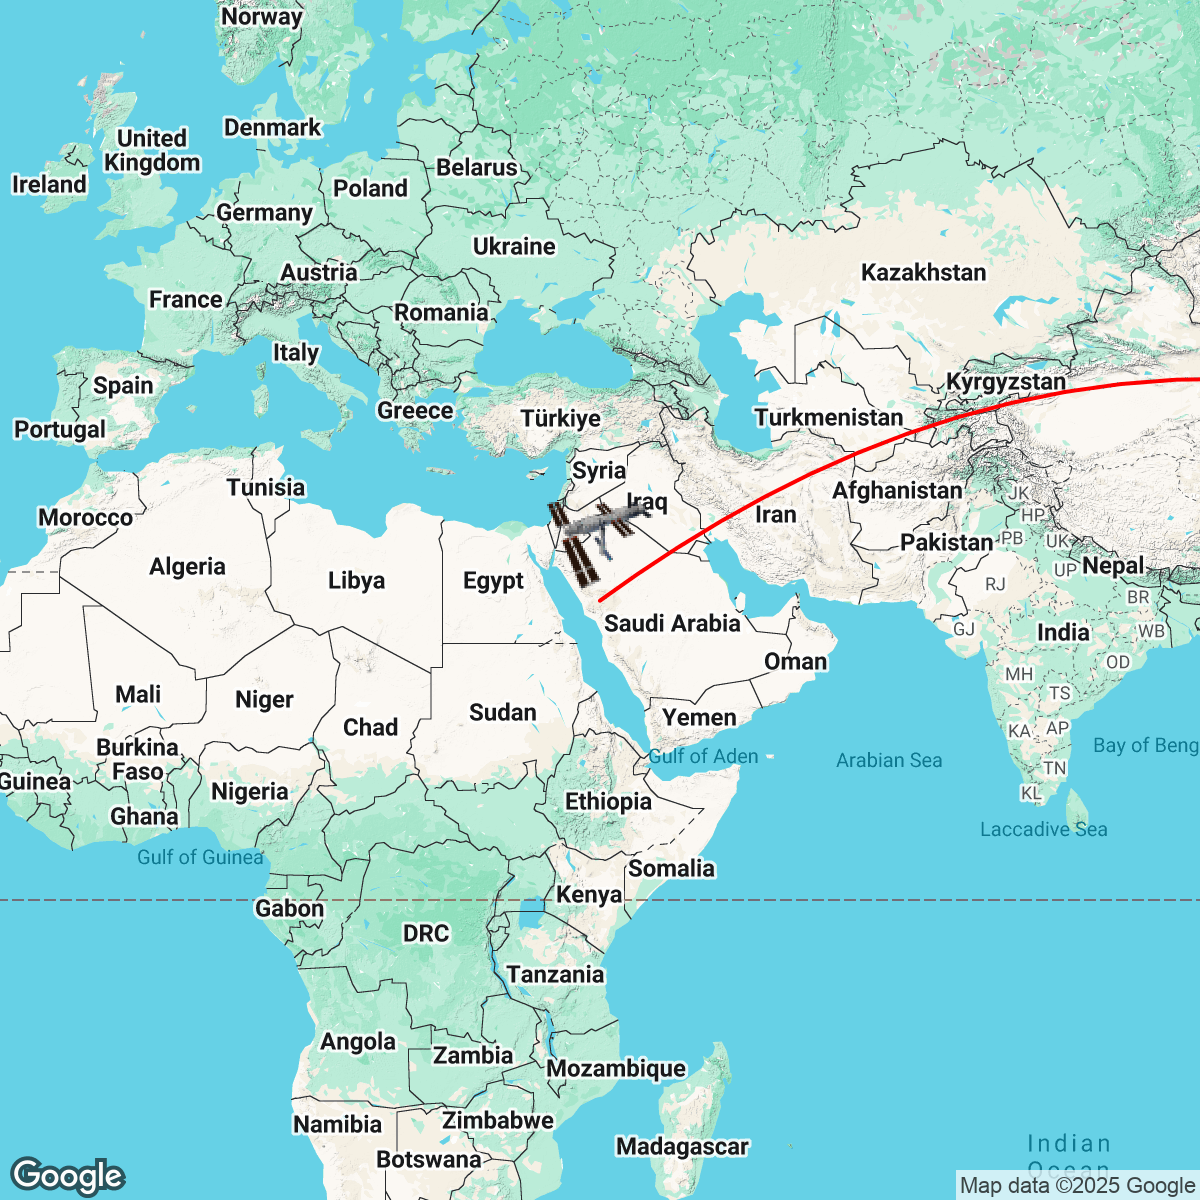 Norway
Denmark
United
Kingdom
Ireland
Belarus
Poland
Germany
Ukraine
Austria
Kazakhstan
France
Romania
Italy
Spain
Kyrgyzstan
Greece
Türkiye
Turkmenistan
Portugal
Syria
Tunisia
Iraq
Afghanistan
JK
Morocco
Iran
HP
Pakistan
PB
UK
Algeria
Libya
Egypt
UP
Nepal
RJ
BR
Saudi Arabia
GJ
India
WB
Oman
OD
Mali
Niger
MH
TS
Sudan
Chad
Yemen
KA
AP
Burkina
Faso
Gulf of Aden
Arabian Sea
Bay of Beng
TN
Guinea
Nigeria
Ethiopia
KL
Ghana
Laccadive Sea
Gulf of Guinea
Somalia
Kenya
Gabon
DRC
Tanzania
Angola
Zambia
Mozambique
Namibia
Zimbabwe
Madagascar
Botswana
Indian
Ocean
Google
Map data ©2025 Google